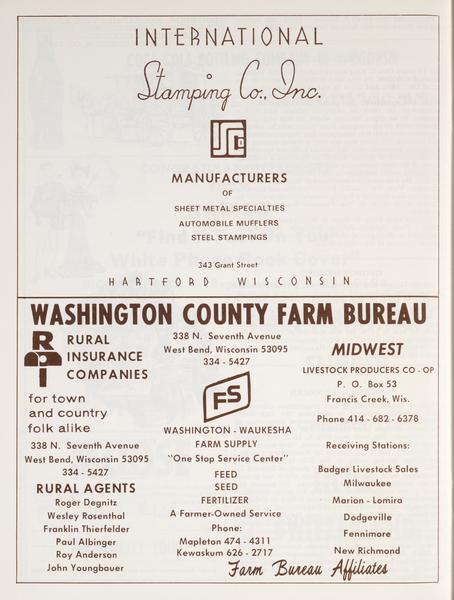 INTERNATIONAL
Stamping Co., Inc.
ISC
MANUFACTURERS
OF
SHEET METAL SPECIALTIES
AUTOMOBILE MUFFLERS
STEEL STAMPINGS
343 Grant Street
HARTFORD WISCONSIN
WASHINGTON COUNTY FARM BUREAU
RURAL
INSURANCE
COMPANIES
for town
and country
folk alike
338 N. Seventh Avenue
West Bend, Wisconsin 53095
334 - 5427
RURAL AGENTS
Roger Degnitz
Wesley Rosenthal
Franklin Thierfelder
Paul Albinger
Roy Anderson
John Youngbauer
338 N. Seventh Avenue
West Bend, Wisconsin 53095
334 - 5427
FS
WASHINGTON - WAUKESHA
FARM SUPPLY
"One Stop Service Center"
FEED
SEED
FERTILIZER
A Farmer-Owned Service
Phone:
Mapleton 474 - 4311
Kewaskum 626 - 2717
MIDWEST
LIVESTOCK PRODUCERS CO - OP
P. O. Box 53
Francis Creek, Wis.
Phone 414 - 682 - 6378
Receiving Stations:
Badger Livestock Sales
Milwaukee
Marion - Lomira
Dodgeville
Fennimore
New Richmond
Farm Bureau Affiliates